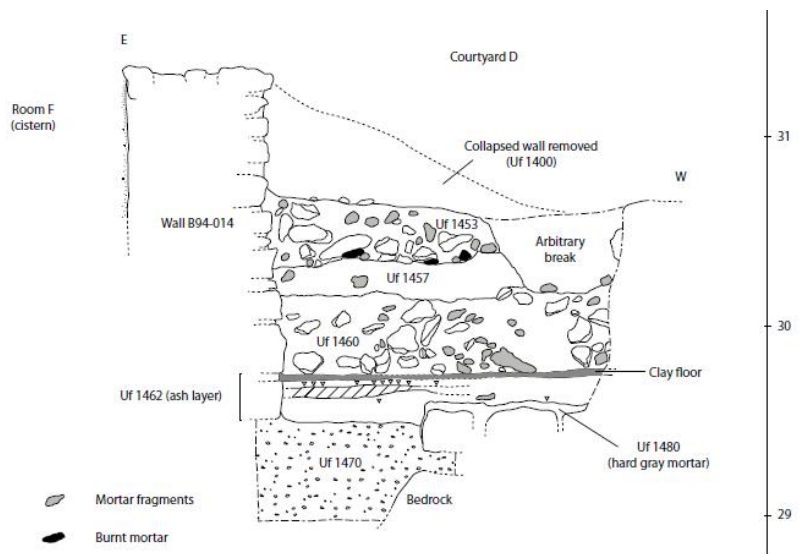 E
Courtyard D
Room F
(cistern)
31
Collapsed wall removed
(Uf 1400)
W
Wall B94-014
Uf 1453
Arbitrary
break
Uf 1457
30
Uf 1460
Clay floor
Uf 1462 (ash layer)
Uf 1480
(hard gray mortar)
Uf 1470
Mortar fragments
Bedrock
29
Burnt mortar